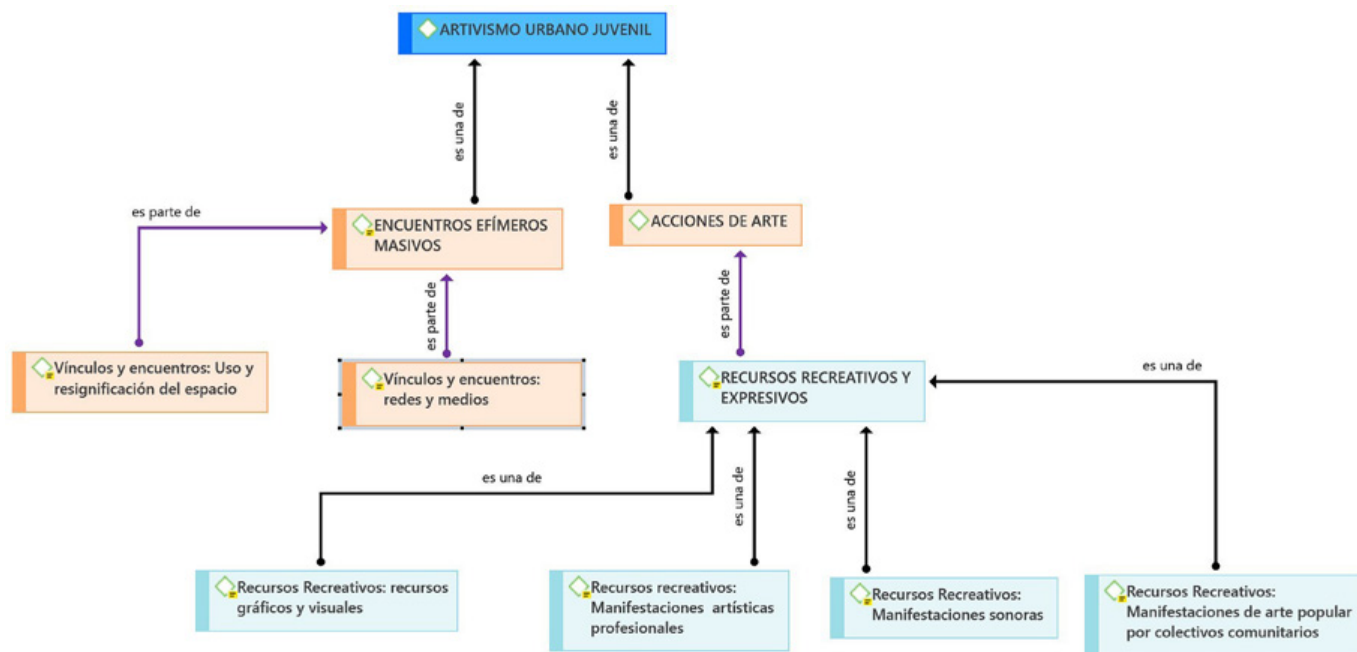 ARTIVISMO URBANO JUVENIL
es una de
es una de
es parte de
ENCUENTROS EFÍMEROS
MASIVOS
ACCIONES DE ARTE
es parte de
es parte de
Vínculos y encuentros: Uso y
resignificación del espacio
Vínculos y encuentros:
redes y medios
RECURSOS RECREATIVOS Y
EXPRESIVOS
es una de
es una de
es una de
es una de
Recursos Recreativos: recursos
gráficos y visuales
Recursos recreativos:
Manifestaciones artísticas
profesionales
Recursos Recreativos:
Manifestaciones sonoras
Recursos Recreativos:
Manifestaciones de arte popular
por colectivos comunitarios